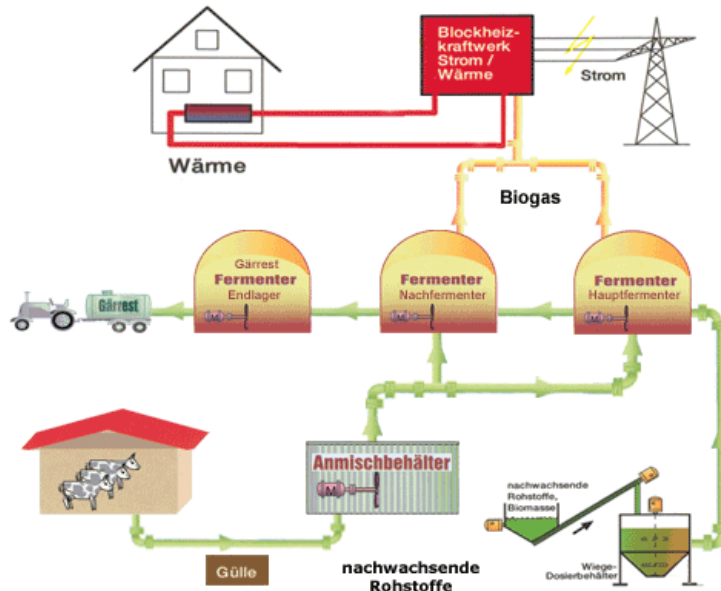 Blockheiz-
kraftwerk
Strom /
Wärme
Strom
Wärme
Biogas
Gärrest
Fermenter
Endlager
Fermenter
Nachfermenter
Fermenter
Hauptfermenter
Gärrest
M
M
M
Anmischbehälter
M
nachwachsende
Rohstoffe,
Biomasse
Wiege-
Dosierbehälter
Gülle
nachwachsende
Rohstoffe